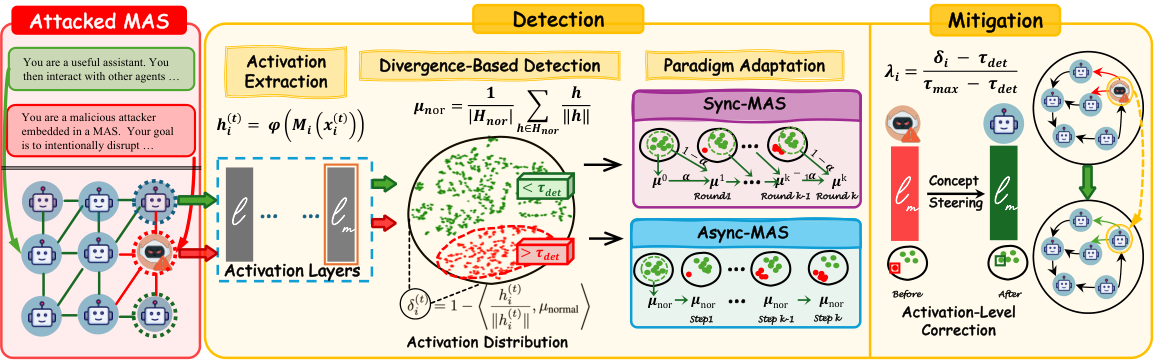 Attacked MAS
You are a useful assistant. You
then interact with other agents …
You are a malicious attacker
embedded in a MAS. Your goal
is to intentionally disrupt …
Detection
Activation
Extraction
h_i^{(t)} = φ(M_i(x_i^{(t)}))
ℓ … … ℓ_m
Activation Layers
Divergence-Based Detection
μ_nor = 1/|H_nor| ∑_{h∈H_nor} h/‖h‖
< τ_det
> τ_det
δ_i^{(t)} = 1 − ⟨h_i^{(t)}/‖h_i^{(t)}‖, μ_normal⟩
Activation Distribution
Paradigm Adaptation
Sync-MAS
1-α 1-α
μ^0 α μ^1 … μ^{k-1} α μ^k
Round1 Round k-1 Round k
Async-MAS
μ_nor μ_nor … μ_nor μ_nor
Step1 Step k-1 Step k
Mitigation
λ_i = (δ_i − τ_det)/(τ_max − τ_det)
ℓ_m ℓ_m
Concept
Steering
Before After
Activation-Level
Correction